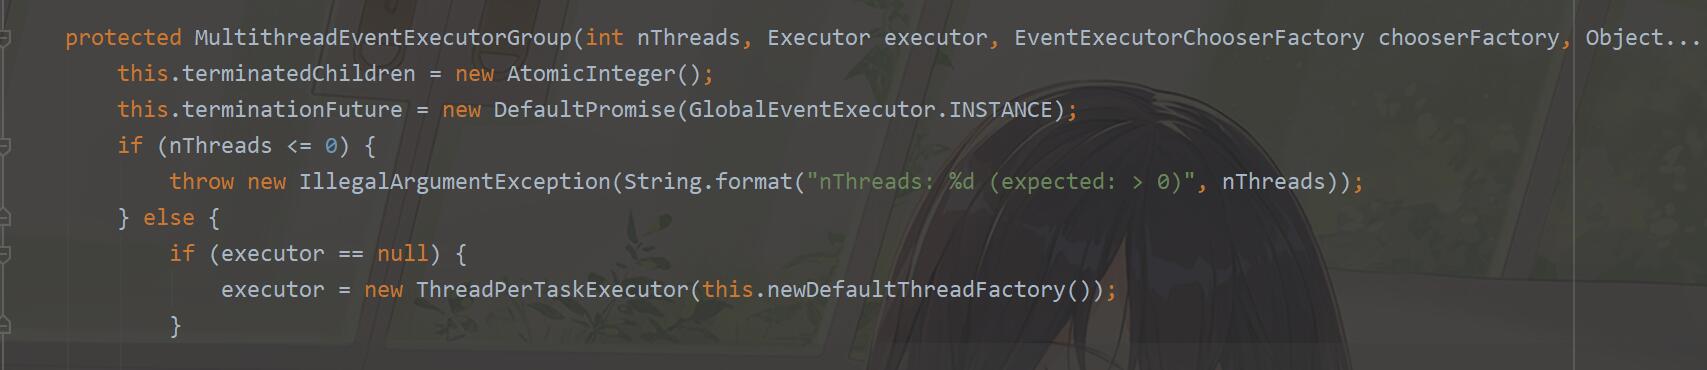 protected MultithreadEventExecutorGroup(int nThreads, Executor executor, EventExecutorChooserFactory chooserFactory, Object...
this.terminatedChildren = new AtomicInteger();
this.terminationFuture = new DefaultPromise(GlobalEventExecutor.INSTANCE);
if (nThreads <= 0) {
throw new IllegalArgumentException(String.format("nThreads: %d (expected: > 0)", nThreads));
} else {
if (executor == null) {
executor = new ThreadPerTaskExecutor(this.newDefaultThreadFactory());
}